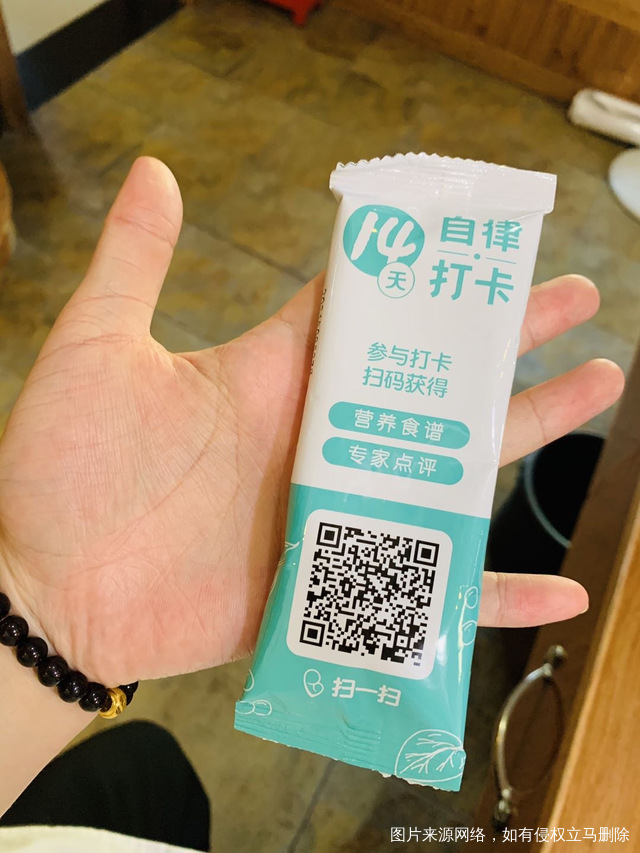 14天
自律
打卡
参与打卡
扫码获得
营养食谱
专家点评
扫一扫
图片来源网络，如有侵权立马删除